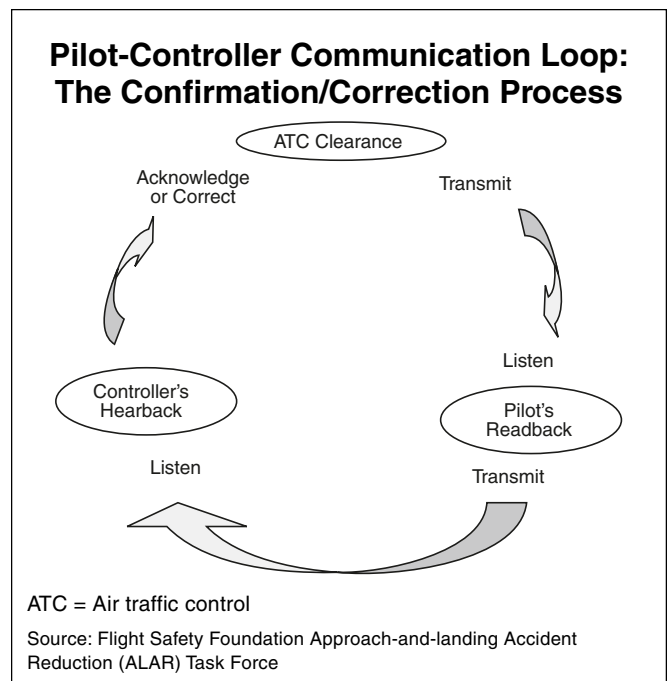 Pilot-Controller Communication Loop:
The Confirmation/Correction Process
ATC Clearance
Acknowledge
or Correct
Transmit
Listen
Controller's
Hearback
Pilot's
Readback
Listen
Transmit
ATC = Air traffic control
Source: Flight Safety Foundation Approach-and-landing Accident
Reduction (ALAR) Task Force